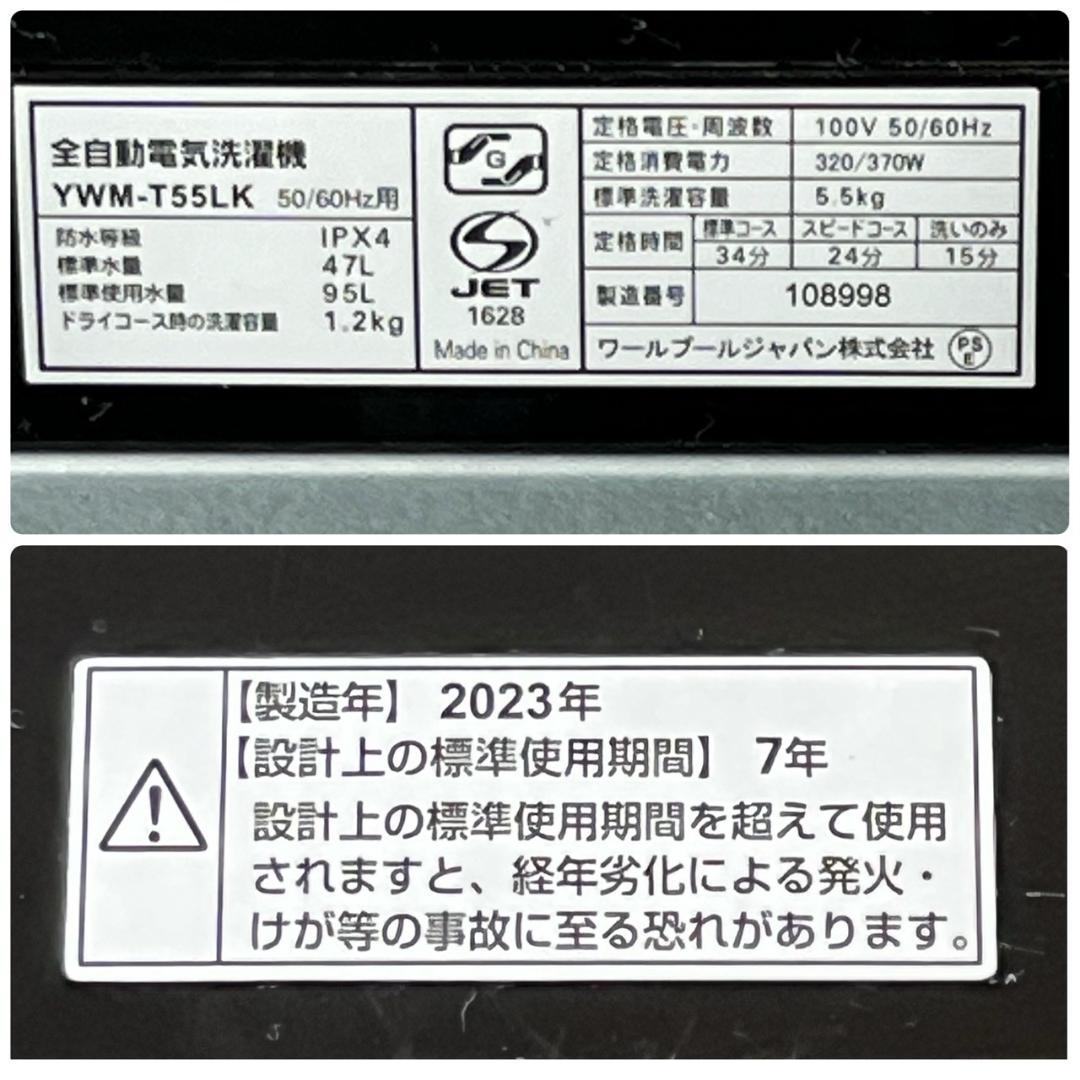 全自動電気洗濯機
YWM-T55LK 50/60Hz用
防水等級 IPX4
標準水量 47L
標準使用水量 95L
ドライコース時の洗濯容量 1.2kg
G
JET
1628
Made in China
定格電圧・周波数 100V 50/60Hz
定格消費電力 320/370W
標準洗濯容量 5.5kg
定格時間 標準コース スピードコース 洗いのみ
34分 24分 15分
製造番号 108998
ワールプールジャパン株式会社 PSE
【製造年】 2023年
【設計上の標準使用期間】 7年
設計上の標準使用期間を超えて使用
されますと、経年劣化による発火・
けが等の事故に至る恐れがあります。